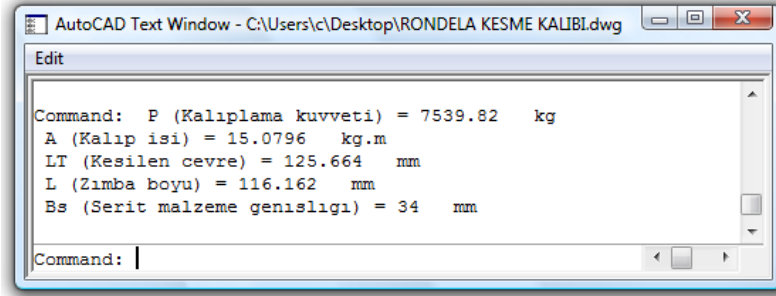 AutoCAD Text Window - C:\Users\c\Desktop\RONDELA KESME KALIBI.dwg
Edit
Command:  P (Kalıplama kuvveti) = 7539.82   kg
A (Kalıp isi) = 15.0796   kg.m
LT (Kesilen cevre) = 125.664   mm
L (Zımba boyu) = 116.162   mm
Bs (Serit malzeme genıslıgı) = 34   mm
Command: